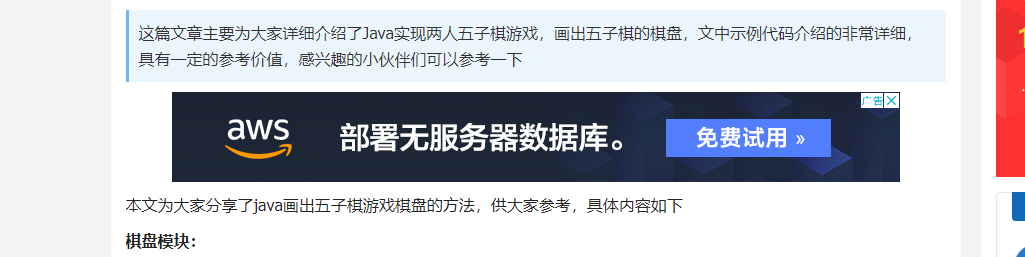 这篇文章主要为大家详细介绍了Java实现两人五子棋游戏，画出五子棋的棋盘，文中示例代码介绍的非常详细，
具有一定的参考价值，感兴趣的小伙伴们可以参考一下
广告
aws
部署无服务器数据库。
免费试用 »
本文为大家分享了java画出五子棋游戏棋盘的方法，供大家参考，具体内容如下
棋盘模块：